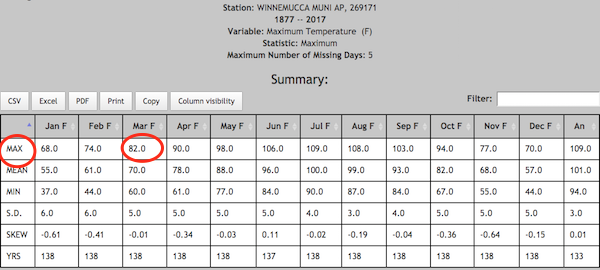 Station: WINNEMUCCA MUNI AP, 269171
1877 -- 2017
Variable: Maximum Temperature (F)
Statistic: Maximum
Maximum Number of Missing Days: 5
Summary:
CSV Excel PDF Print Copy Column visibility Filter:
Jan F Feb F Mar F Apr F May F Jun F Jul F Aug F Sep F Oct F Nov F Dec F An
MAX 68.0 74.0 82.0 90.0 98.0 106.0 109.0 108.0 103.0 94.0 77.0 70.0 109.0
MEAN 55.0 61.0 70.0 78.0 88.0 96.0 100.0 99.0 93.0 82.0 68.0 57.0 101.0
MIN 37.0 44.0 60.0 61.0 77.0 84.0 90.0 87.0 84.0 67.0 55.0 44.0 94.0
S.D. 6.0 6.0 5.0 5.0 5.0 5.0 4.0 3.0 4.0 5.0 5.0 5.0 3.0
SKEW -0.61 -0.41 -0.01 -0.34 -0.03 0.11 -0.02 -0.19 -0.04 -0.36 -0.64 -0.15 0.01
YRS 138 138 138 138 138 137 138 138 138 138 138 138 133